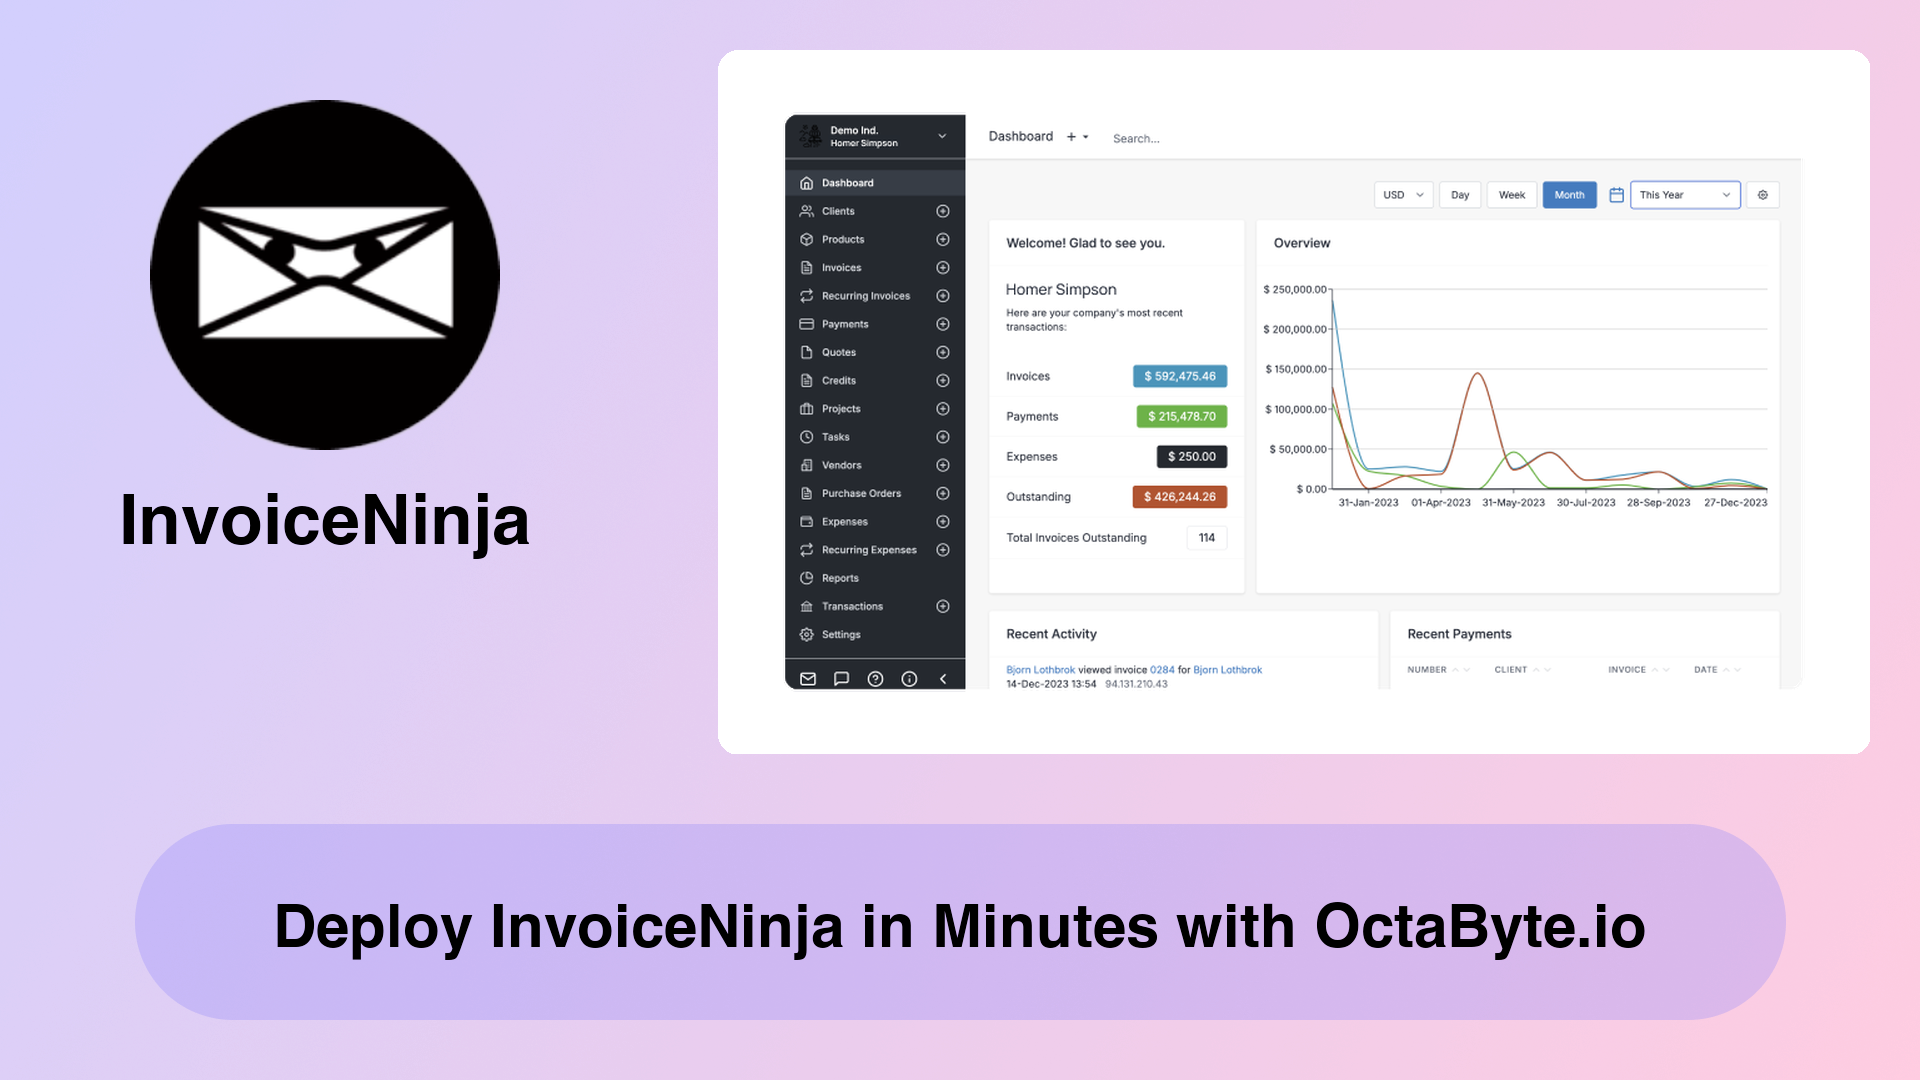 InvoiceNinja
Demo Ind.
Homer Simpson
Dashboard
Clients
Products
Invoices
Recurring Invoices
Payments
Quotes
Credits
Projects
Tasks
Vendors
Purchase Orders
Expenses
Recurring Expenses
Reports
Transactions
Settings
Dashboard + Search...
USD Day Week Month This Year
Welcome! Glad to see you.
Homer Simpson
Here are your company's most recent
transactions:
Invoices $ 592,475.46
Payments $ 215,478.70
Expenses $ 250.00
Outstanding $ 426,244.26
Total Invoices Outstanding 114
Overview
$ 250,000.00
$ 200,000.00
$ 150,000.00
$ 100,000.00
$ 50,000.00
$ 0.00
31-Jan-2023 01-Apr-2023 31-May-2023 30-Jul-2023 28-Sep-2023 27-Dec-2023
Recent Activity
Bjorn Lothbrok viewed invoice 0284 for Bjorn Lothbrok
14-Dec-2023 13:54 94.131.210.43
Recent Payments
NUMBER CLIENT INVOICE DATE
Deploy InvoiceNinja in Minutes with OctaByte.io